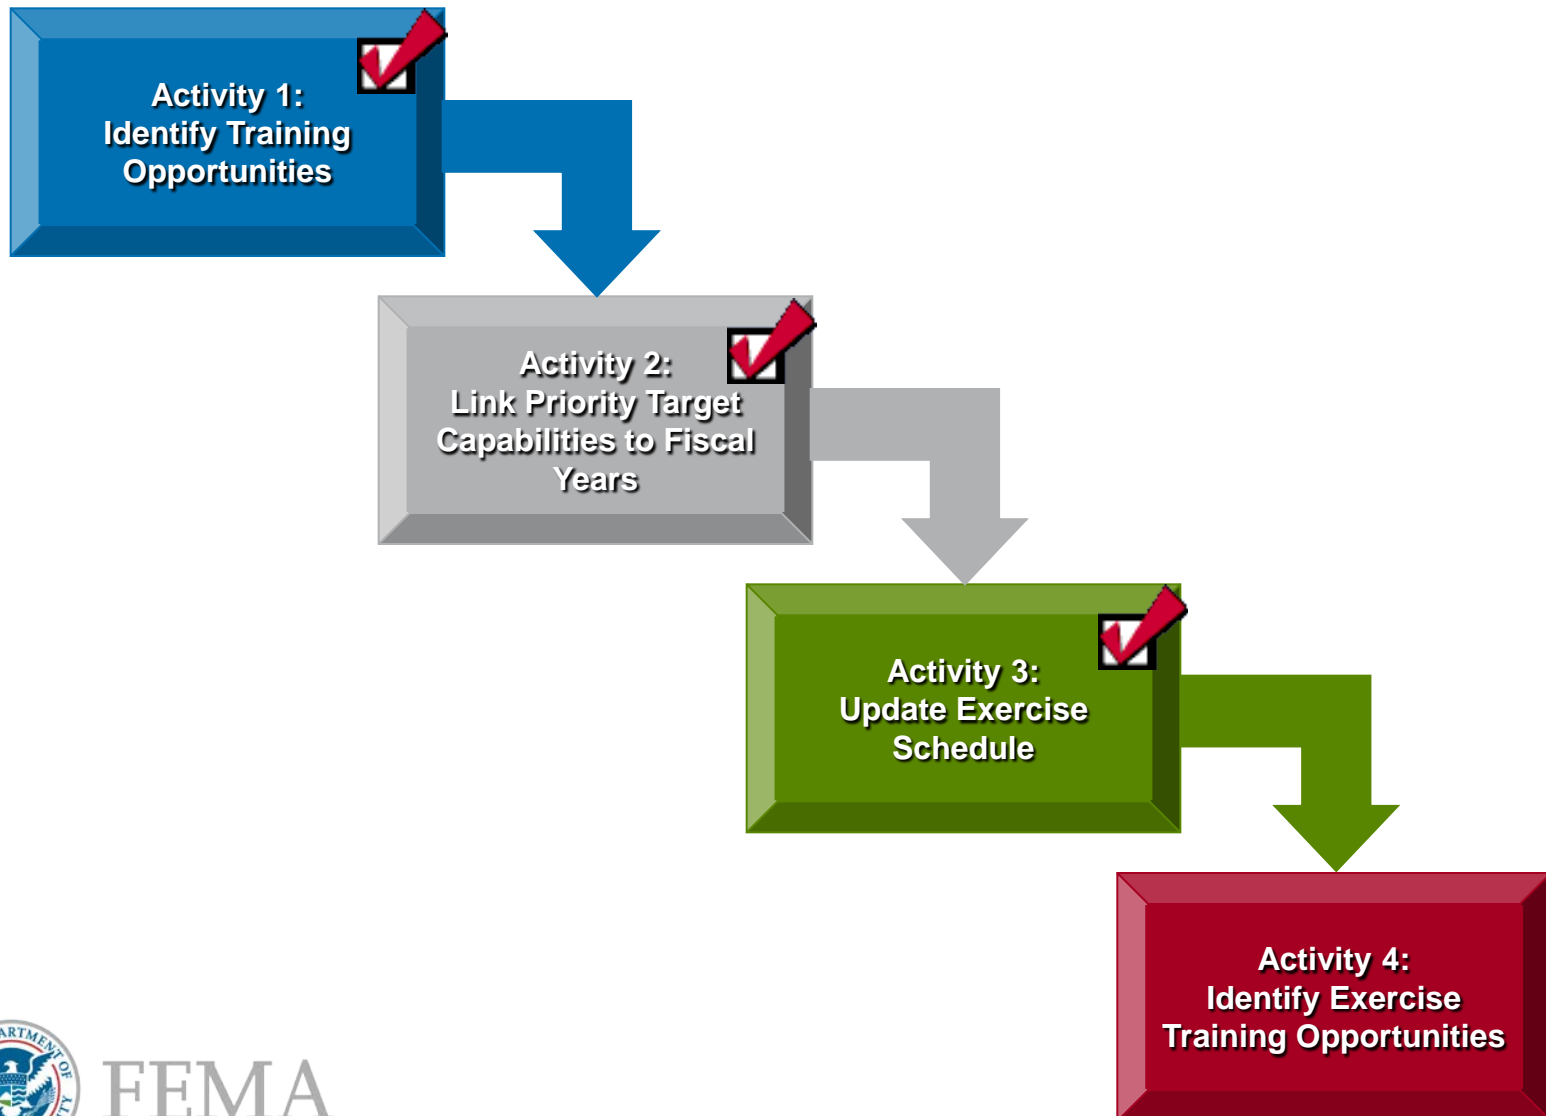 Activity 1:
Identify Training
Opportunities
Activity 2:
Link Priority Target
Capabilities to Fiscal
Years
Activity 3:
Update Exercise
Schedule
Activity 4:
Identify Exercise
Training Opportunities
FEMA